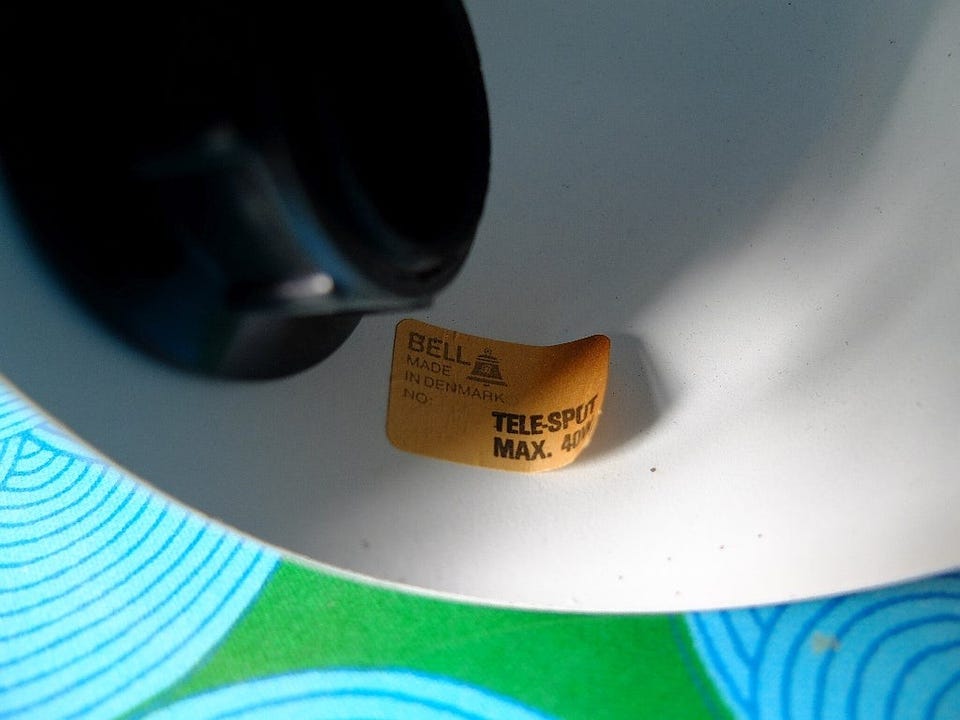 BELL
MADE
IN DENMARK
NO:
TELE-SPOT
MAX. 40W